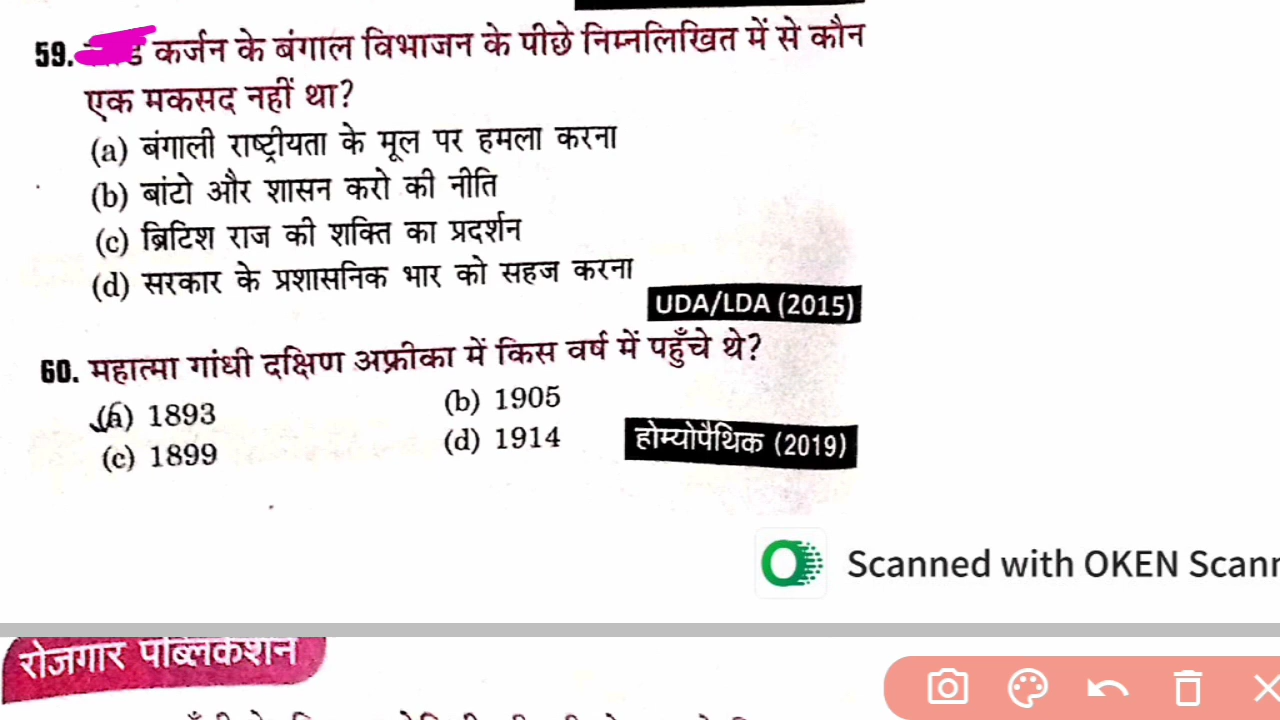 59. कर्जन के बंगाल विभाजन के पीछे निम्नलिखित में से कौन
एक मकसद नहीं था?
(a) बंगाली राष्ट्रीयता के मूल पर हमला करना
(b) बांटो और शासन करो की नीति
(c) ब्रिटिश राज की शक्ति का प्रदर्शन
(d) सरकार के प्रशासनिक भार को सहज करना
UDA/LDA (2015)
60. महात्मा गांधी दक्षिण अफ्रीका में किस वर्ष में पहुँचे थे?
(a) 1893 (b) 1905
(c) 1899 (d) 1914
होम्योपैथिक (2019)
Scanned with OKEN Scann
रोजगार पब्लिकेशन